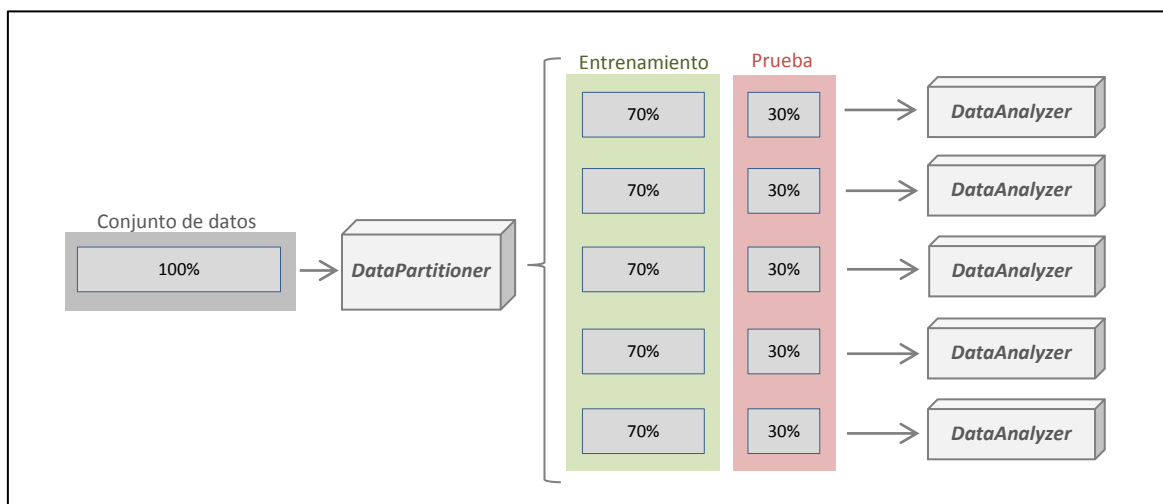 Entrenamiento
Prueba
70%
30%
DataAnalyzer
70%
30%
DataAnalyzer
Conjunto de datos
100%
DataPartitioner
70%
30%
DataAnalyzer
70%
30%
DataAnalyzer
70%
30%
DataAnalyzer